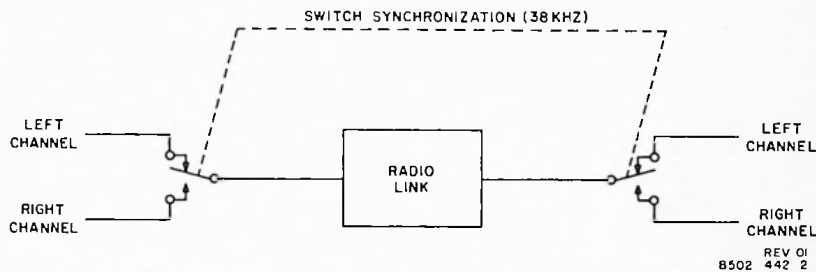 SWITCH SYNCHRONIZATION (38KHZ)
LEFT
CHANNEL
RIGHT
CHANNEL
RADIO
LINK
LEFT
CHANNEL
RIGHT
CHANNEL
REV 01
8502 442 2